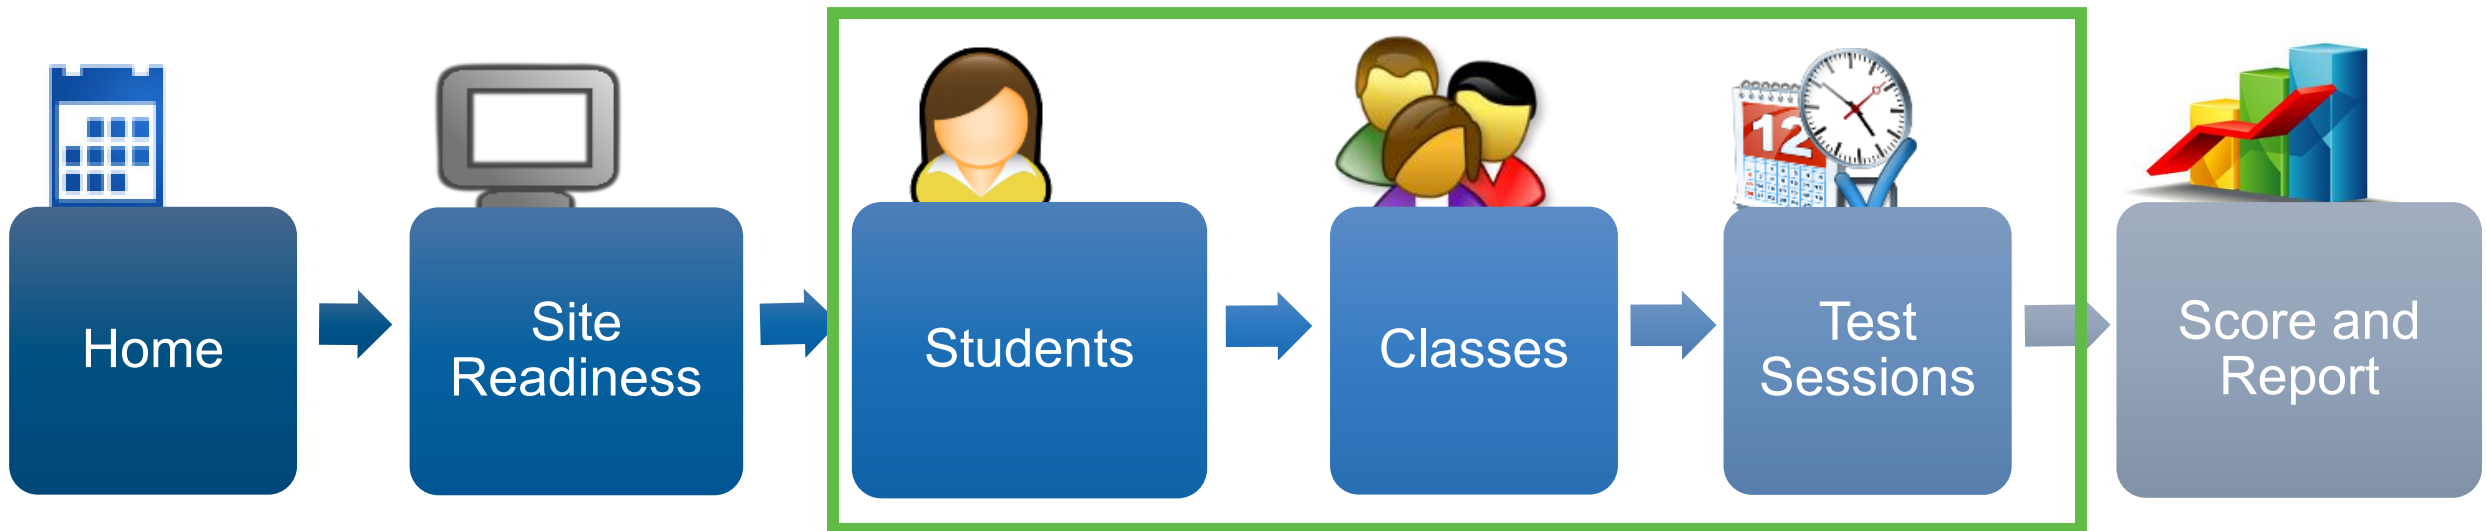 12
Home
Site
Readiness
Students
Classes
Test
Sessions
Score and
Report